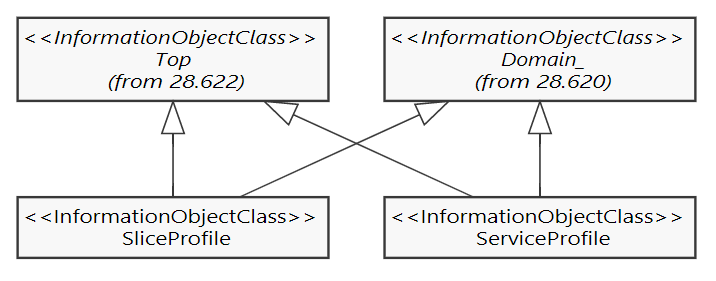 <<InformationObjectClass>>
Top
(from 28.622)
<<InformationObjectClass>>
Domain_
(from 28.620)
<<InformationObjectClass>>
SliceProfile
<<InformationObjectClass>>
ServiceProfile